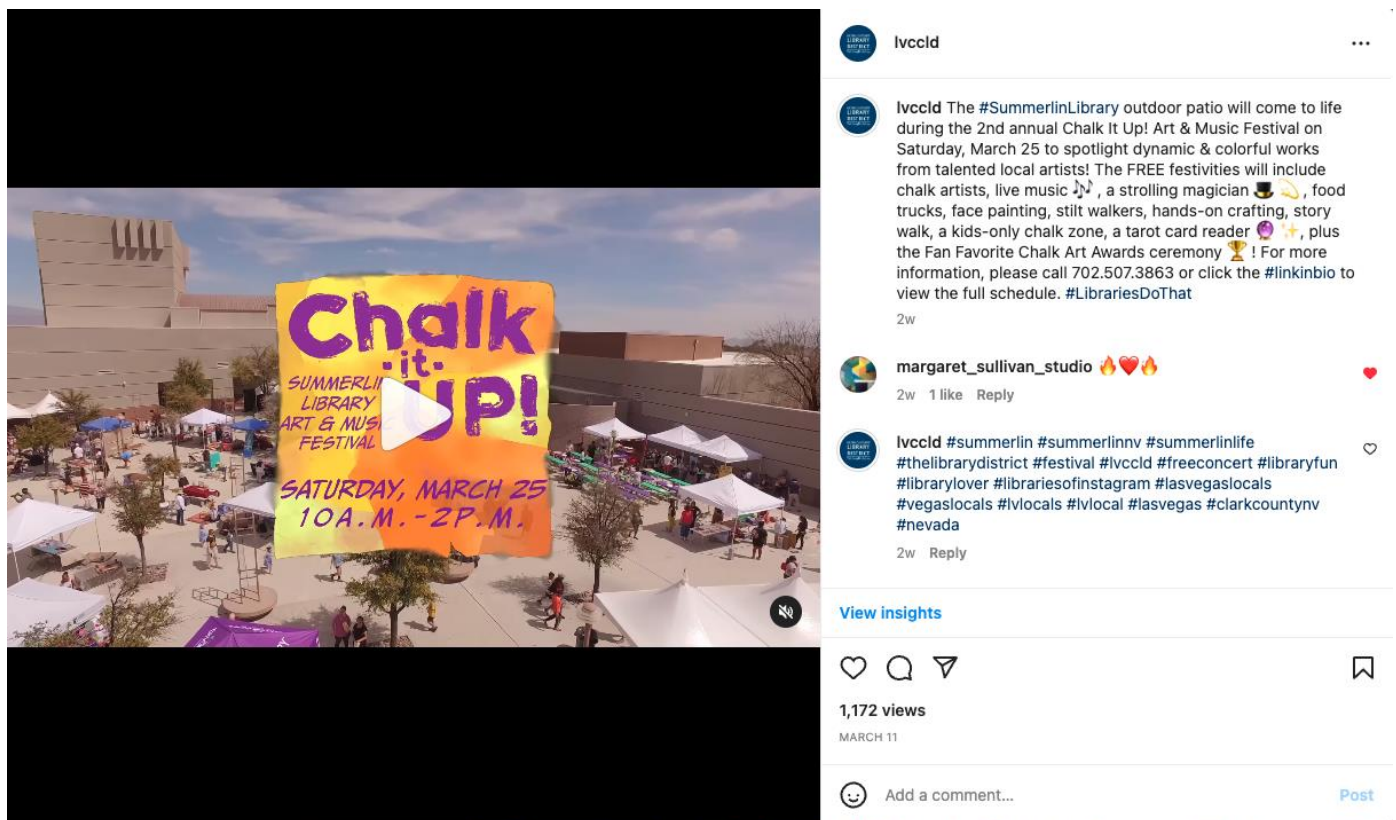 Chalk
·it·
UP!
SUMMERLIN
LIBRARY
ART & MUSIC
FESTIVAL
SATURDAY, MARCH 25
10A.M.-2P.M.
lvccld
lvccld The #SummerlinLibrary outdoor patio will come to life
during the 2nd annual Chalk It Up! Art & Music Festival on
Saturday, March 25 to spotlight dynamic & colorful works
from talented local artists! The FREE festivities will include
chalk artists, live music 🎶, a strolling magician 🎩 💫, food
trucks, face painting, stilt walkers, hands-on crafting, story
walk, a kids-only chalk zone, a tarot card reader 🔮 ✨, plus
the Fan Favorite Chalk Art Awards ceremony 🏆 ! For more
information, please call 702.507.3863 or click the #linkinbio to
view the full schedule. #LibrariesDoThat
2w
margaret_sullivan_studio 🔥❤️🔥
2w 1 like Reply
lvccld #summerlin #summerlinnv #summerlinlife
#thelibrarydistrict #festival #lvccld #freeconcert #libraryfun
#librarylover #librariesofinstagram #lasvegaslocals
#vegaslocals #lvlocals #lvlocal #lasvegas #clarkcountynv
#nevada
2w Reply
View insights
1,172 views
MARCH 11
Add a comment...
Post